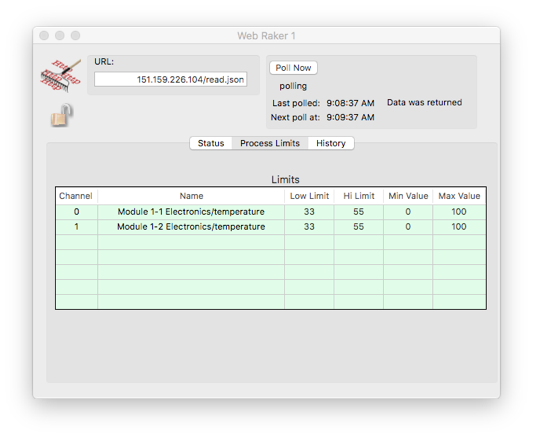 Web Raker 1
URL:
151.159.226.104/read.json
Poll Now
polling
Last polled: 9:08:37 AM Data was returned
Next poll at: 9:09:37 AM
Status Process Limits History
Limits
Channel Name Low Limit Hi Limit Min Value Max Value
0 Module 1-1 Electronics/temperature 33 55 0 100
1 Module 1-2 Electronics/temperature 33 55 0 100